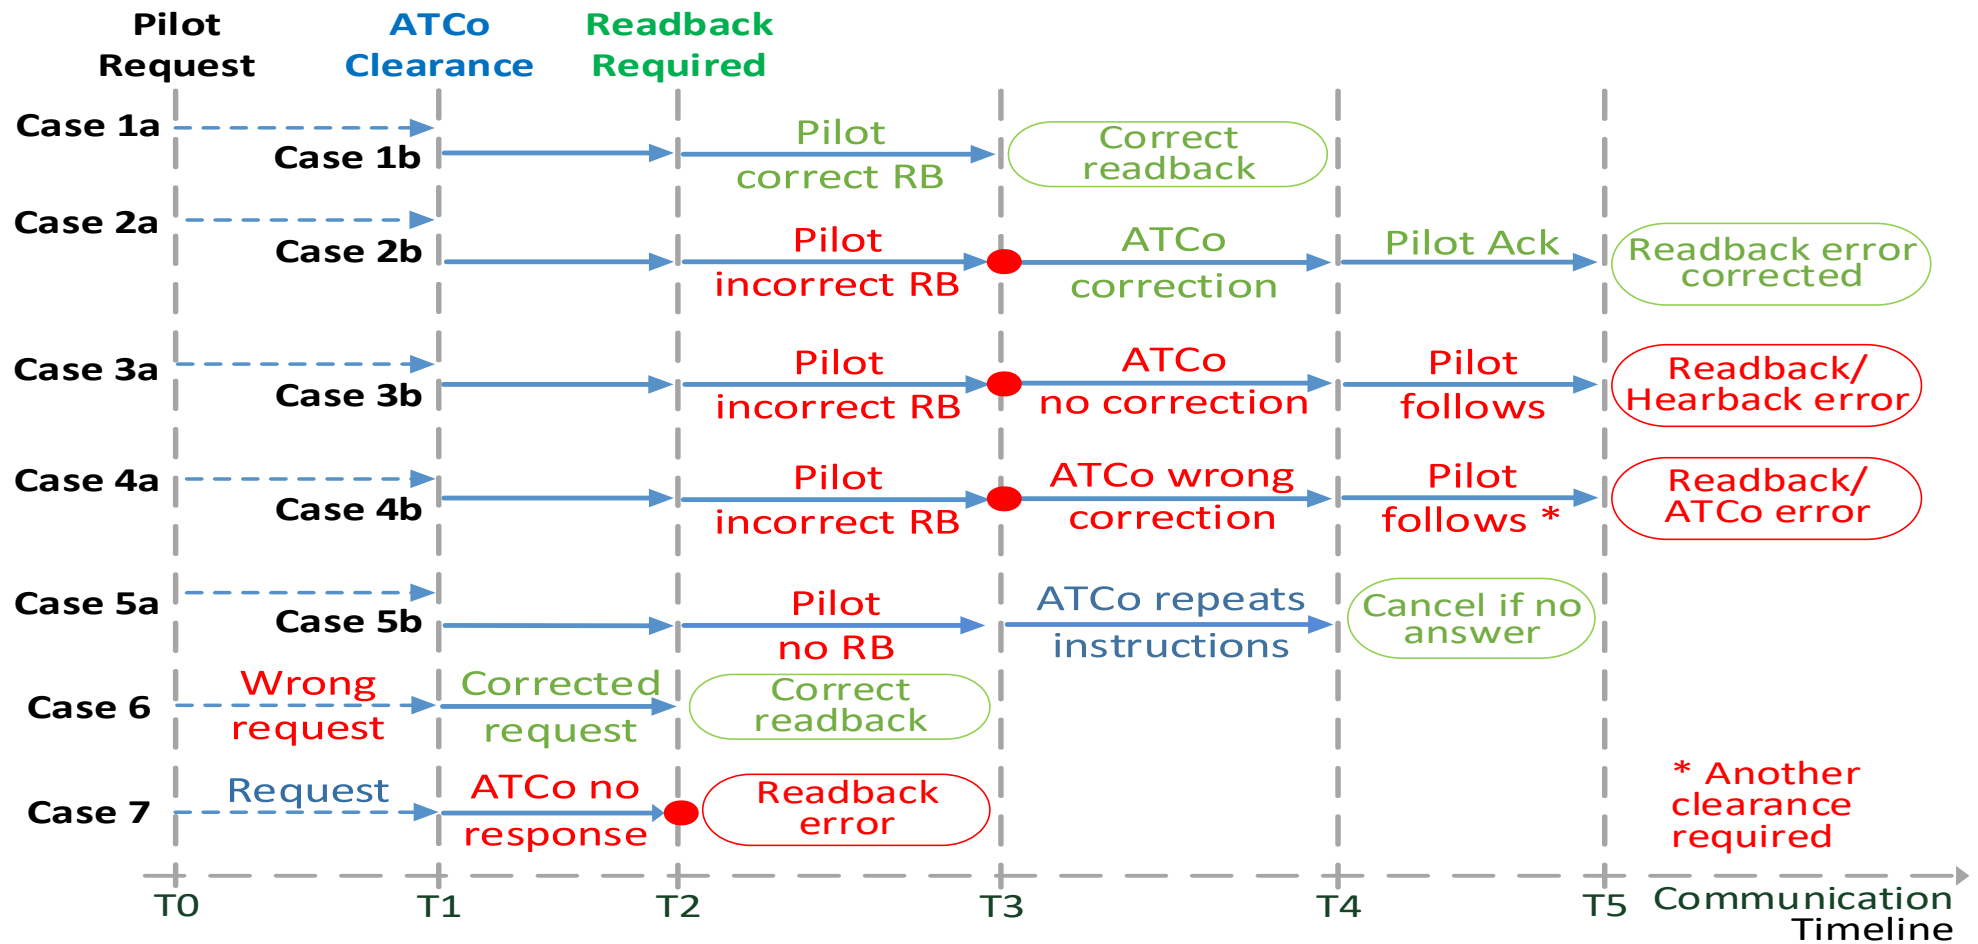 Pilot
Request
ATCo
Clearance
Readback
Required
Case 1a
Case 1b
Pilot
correct RB
Correct
readback
Case 2a
Case 2b
Pilot
incorrect RB
ATCo
correction
Pilot Ack
Readback error
corrected
Case 3a
Case 3b
Pilot
incorrect RB
ATCo
no correction
Pilot
follows
Readback/
Hearback error
Case 4a
Case 4b
Pilot
incorrect RB
ATCo wrong
correction
Pilot
follows *
Readback/
ATCo error
Case 5a
Case 5b
Pilot
no RB
ATCo repeats
instructions
Cancel if no
answer
Case 6
Wrong
request
Corrected
request
Correct
readback
Case 7
Request
ATCo no
response
Readback
error
* Another
clearance
required
T0
T1
T2
T3
T4
T5
Communication
Timeline